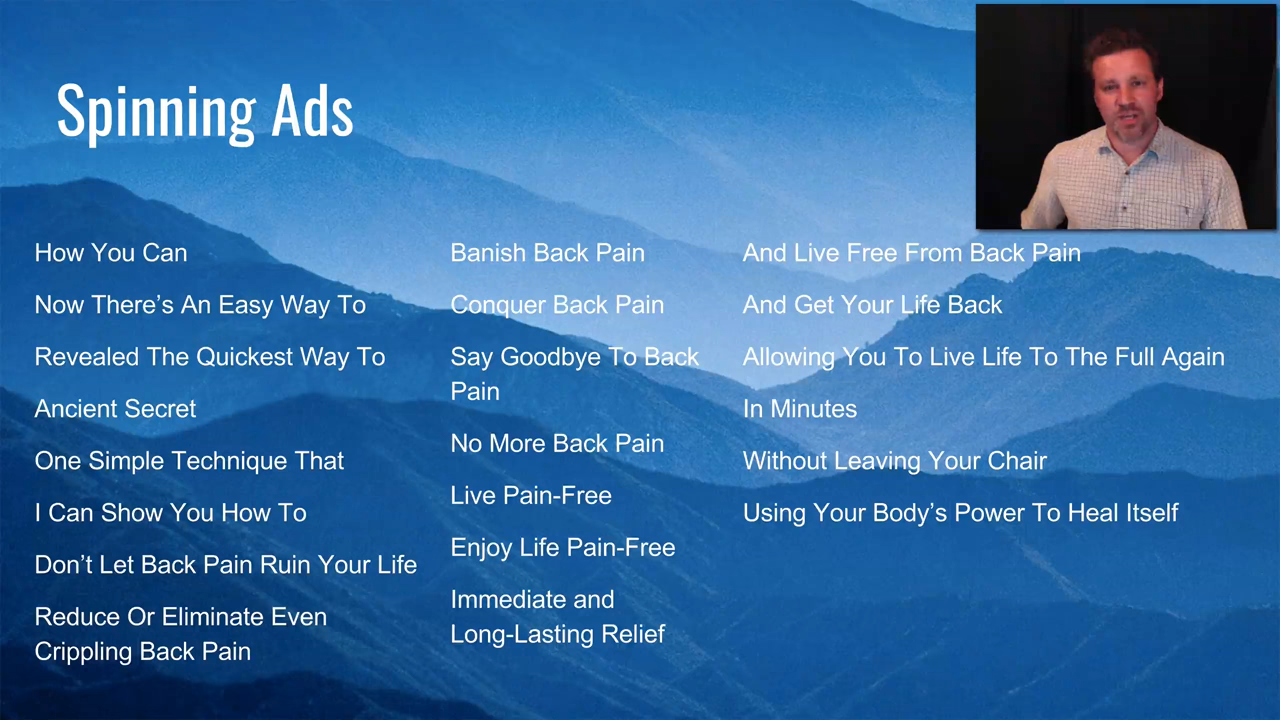 Spinning Ads
How You Can
Now There’s An Easy Way To
Revealed The Quickest Way To
Ancient Secret
One Simple Technique That
I Can Show You How To
Don’t Let Back Pain Ruin Your Life
Reduce Or Eliminate Even
Crippling Back Pain
Banish Back Pain
Conquer Back Pain
Say Goodbye To Back
Pain
No More Back Pain
Live Pain-Free
Enjoy Life Pain-Free
Immediate and
Long-Lasting Relief
And Live Free From Back Pain
And Get Your Life Back
Allowing You To Live Life To The Full Again
In Minutes
Without Leaving Your Chair
Using Your Body’s Power To Heal Itself